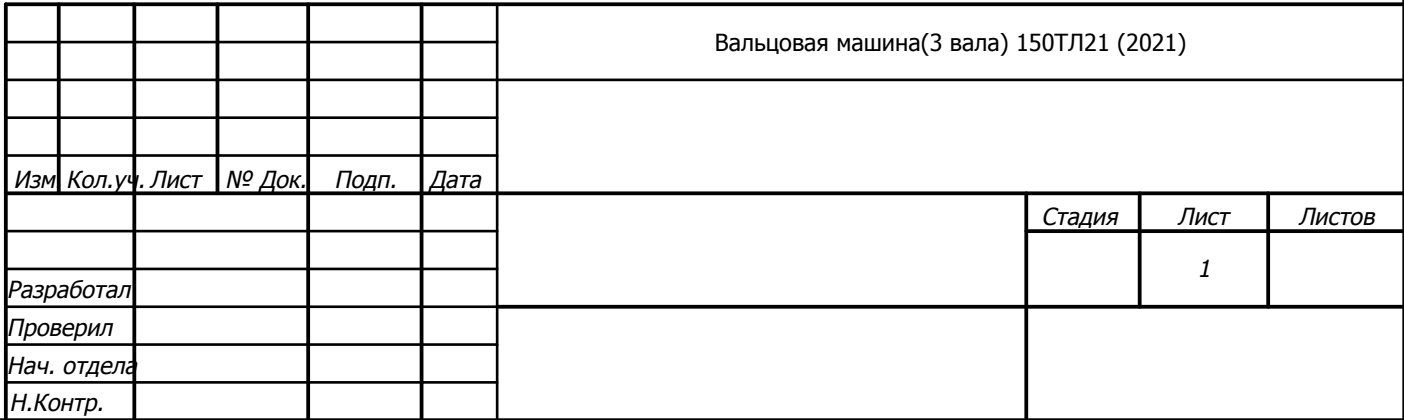 Вальцовая машина(3 вала) 150ТЛ21 (2021)
Изм Кол.уч. Лист № Док. Подп. Дата
Стадия Лист Листов
1
Разработал
Проверил
Нач. отдела
Н.Контр.